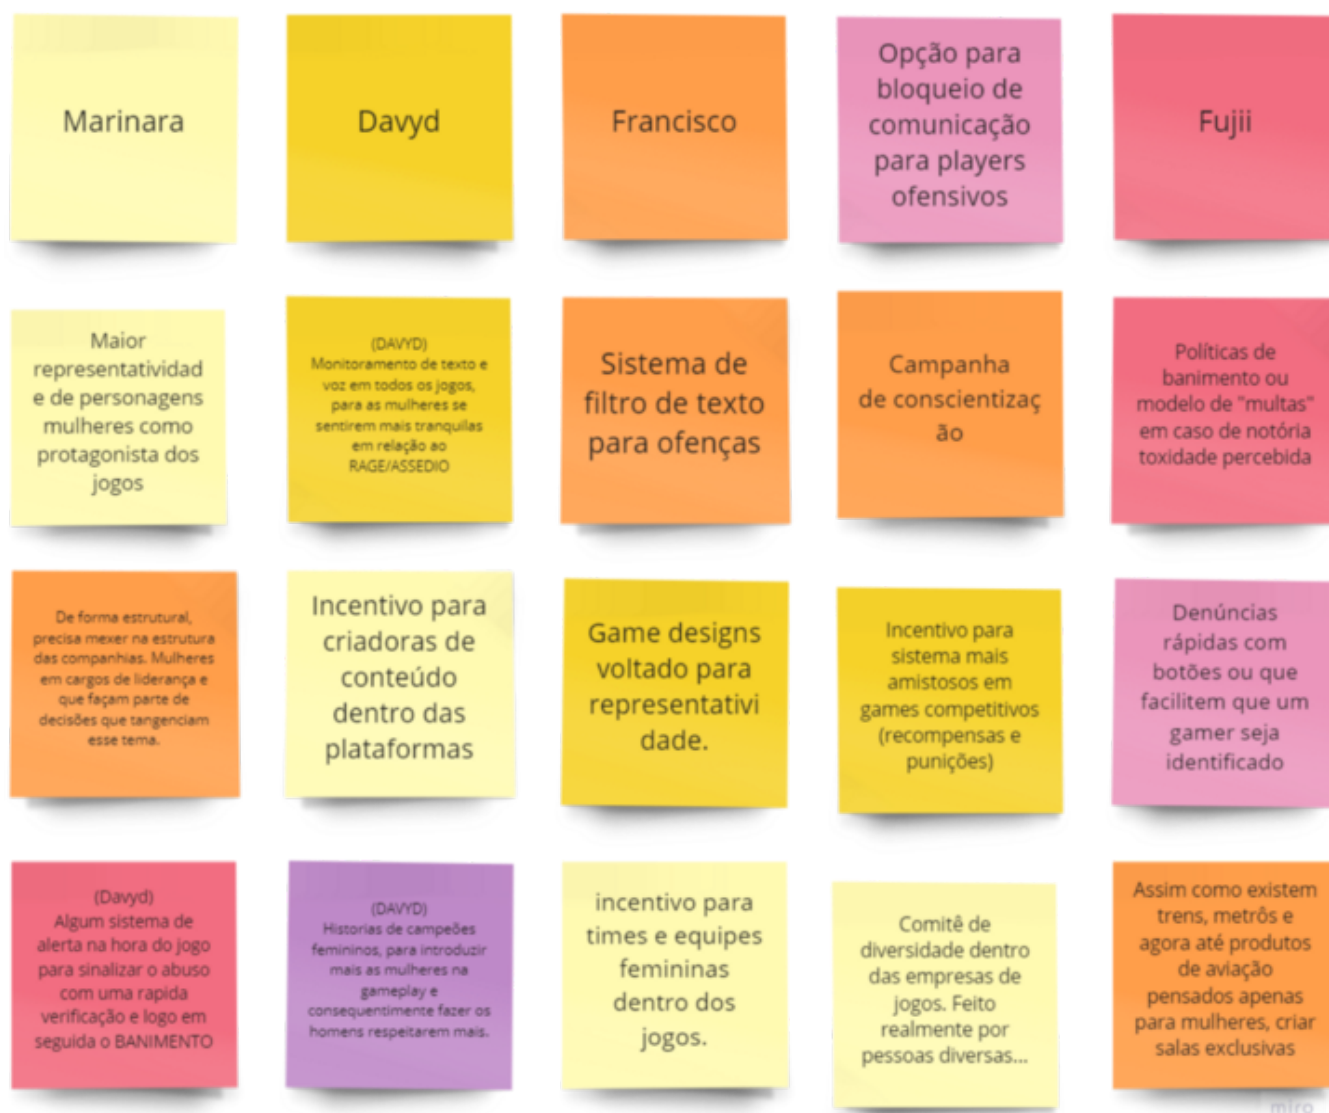 Marinara
Davyd
Francisco
Opção para
bloqueio de
comunicação
para players
ofensivos
Fujii
Maior
representatividad
e de personagens
mulheres como
protagonista dos
jogos
(DAVYD)
Monitoramento de texto e
voz em todos os jogos,
para as mulheres se
sentirem mais tranquilas
em relação ao
RAGE/ASSEDIO
Sistema de
filtro de texto
para ofenças
Campanha
de conscientizaç
ão
Políticas de
banimento ou
modelo de "multas"
em caso de notória
toxidade percebida
De forma estrutural,
precisa mexer na estrutura
das companhias. Mulheres
em cargos de liderança e
que façam parte de
decisões que tangenciam
esse tema.
Incentivo para
criadoras de
conteúdo
dentro das
plataformas
Game designs
voltado para
representativi
dade.
Incentivo para
sistema mais
amistosos em
games competitivos
(recompensas e
punições)
Denúncias
rápidas com
botões ou que
facilitem que um
gamer seja
identificado
(Davyd)
Algum sistema de
alerta na hora do jogo
para sinalizar o abuso
com uma rapida
verificação e logo em
seguida o BANIMENTO
(DAVYD)
Historias de campeões
femininos, para introduzir
mais as mulheres na
gameplay e
consequentimente fazer os
homens respeitarem mais.
incentivo para
times e equipes
femininas
dentro dos
jogos.
Comitê de
diversidade dentro
das empresas de
jogos. Feito
realmente por
pessoas diversas...
Assim como existem
trens, metrôs e
agora até produtos
de aviação
pensados apenas
para mulheres, criar
salas exclusivas
miro